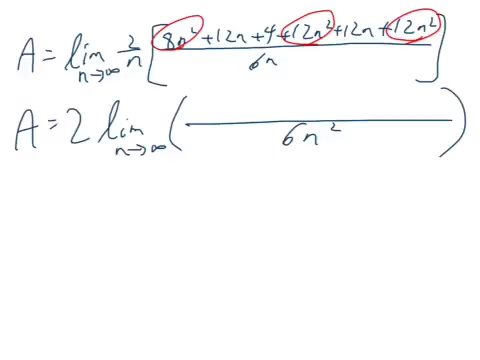 A = lim n→∞ 2/n [ (8n² + 12n + 4 + 12n² + 12n + 12n²) / 6n ]
A = 2 lim n→∞ ( / 6n² )